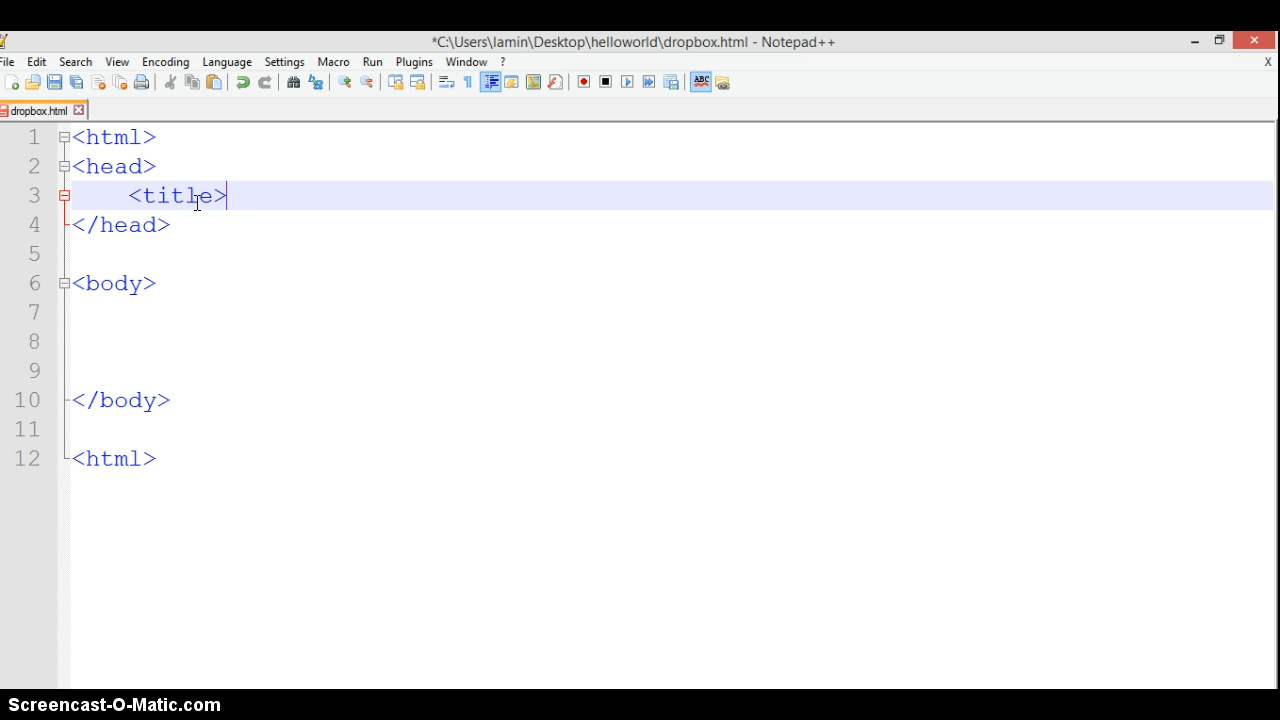 *C:\Users\lamin\Desktop\helloworld\dropbox.html - Notepad++
File Edit Search View Encoding Language Settings Macro Run Plugins Window ? X
ABC
dropbox.html
1 <html>
2 <head>
3 <title>
4 </head>
5
6 <body>
7
8
9
10 </body>
11
12 <html>
Screencast-O-Matic.com